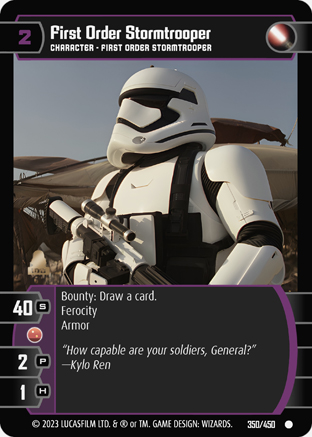 2
First Order Stormtrooper
CHARACTER - FIRST ORDER STORMTROOPER
Bounty: Draw a card.
40 S
Ferocity
Armor
2 P
“How capable are your soldiers, General?”
—Kylo Ren
1 H
© 2023 LUCASFILM LTD. & ® or TM. GAME DESIGN: WIZARDS.
350/450